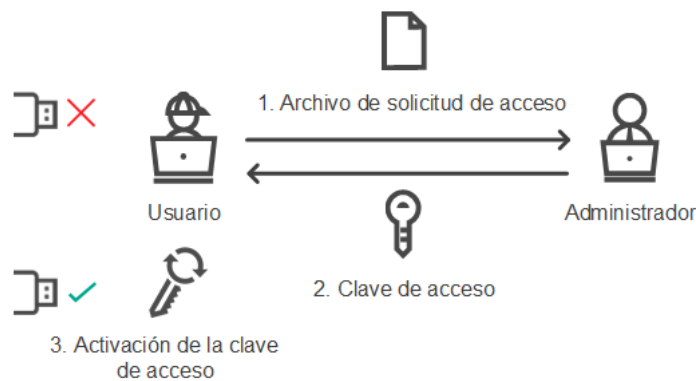 1. Archivo de solicitud de acceso
Usuario
Administrador
2. Clave de acceso
3. Activación de la clave
de acceso